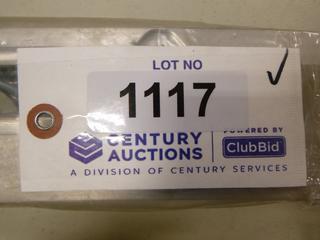 LOT NO
1117
CENTURY AUCTIONS
POWERED BY
ClubBid
A DIVISION OF CENTURY SERVICES